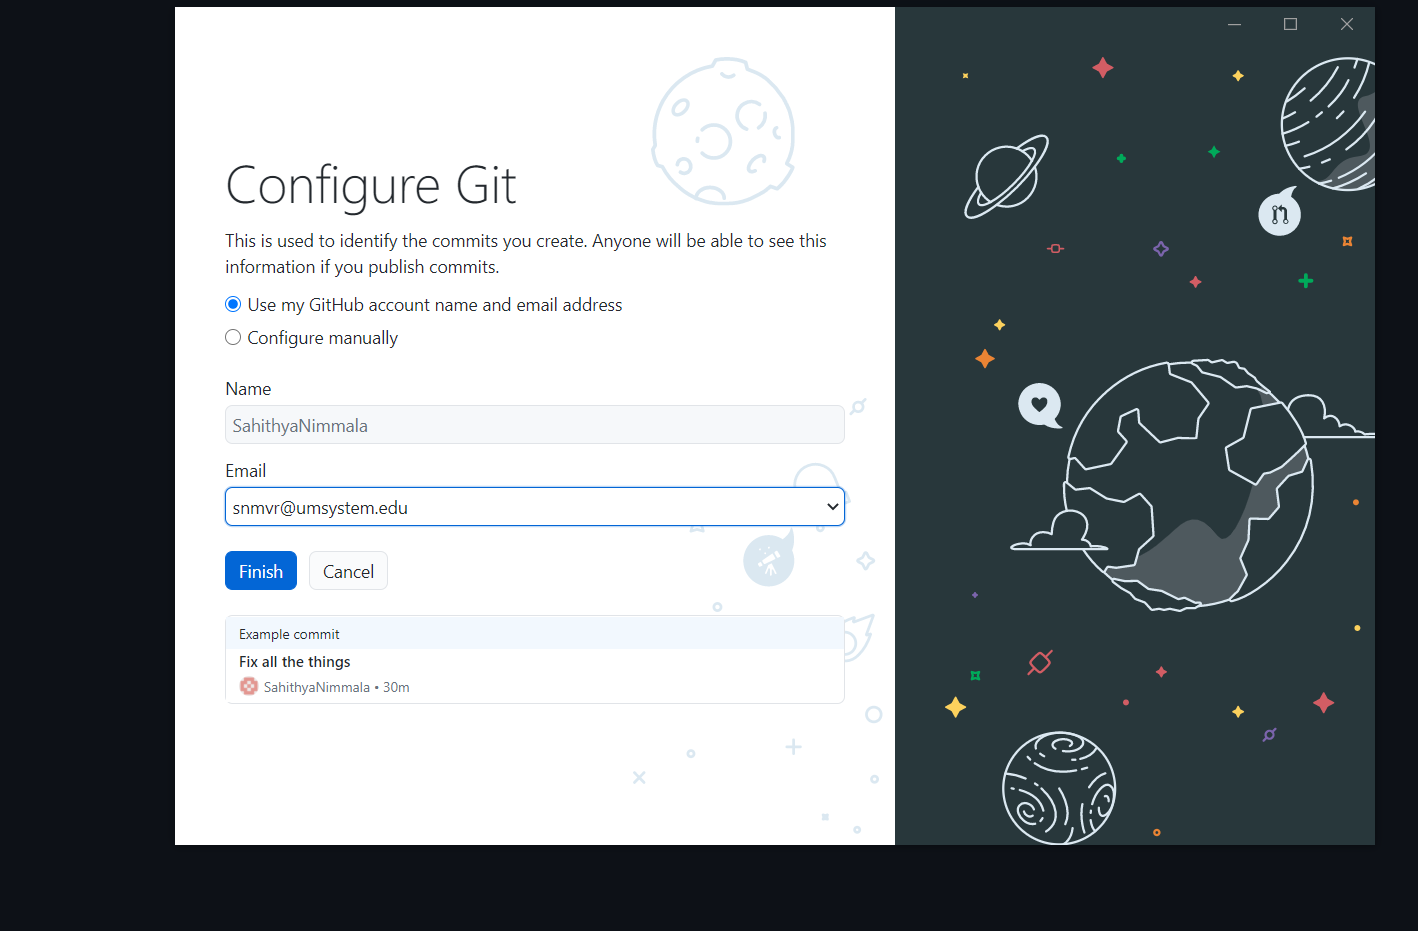 Configure Git
This is used to identify the commits you create. Anyone will be able to see this
information if you publish commits.
Use my GitHub account name and email address
Configure manually
Name
SahithyaNimmala
Email
snmvr@umsystem.edu
Finish
Cancel
Example commit
Fix all the things
SahithyaNimmala • 30m